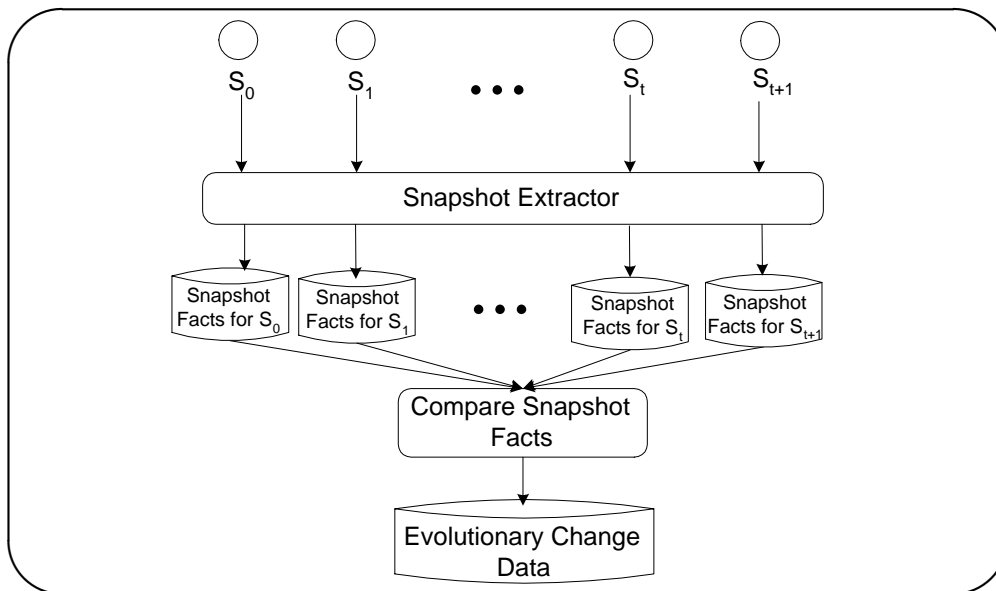 S₀ S₁ ••• Sₜ Sₜ₊₁
Snapshot Extractor
Snapshot
Facts for S₀
Snapshot
Facts for S₁
•••
Snapshot
Facts for Sₜ
Snapshot
Facts for Sₜ₊₁
Compare Snapshot
Facts
Evolutionary Change
Data